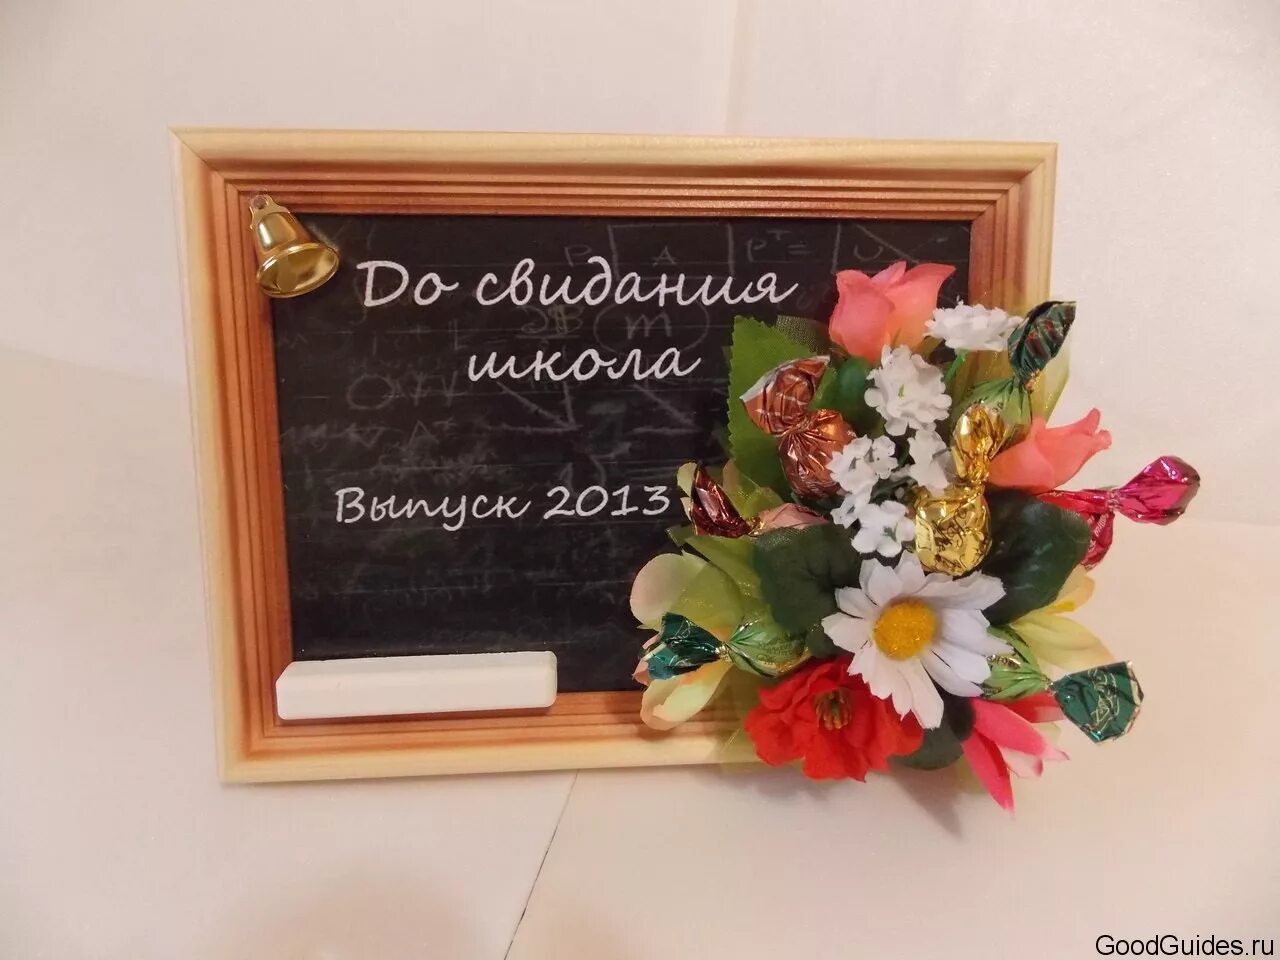 До свидания
школа
Выпуск 2013
GoodGuides.ru